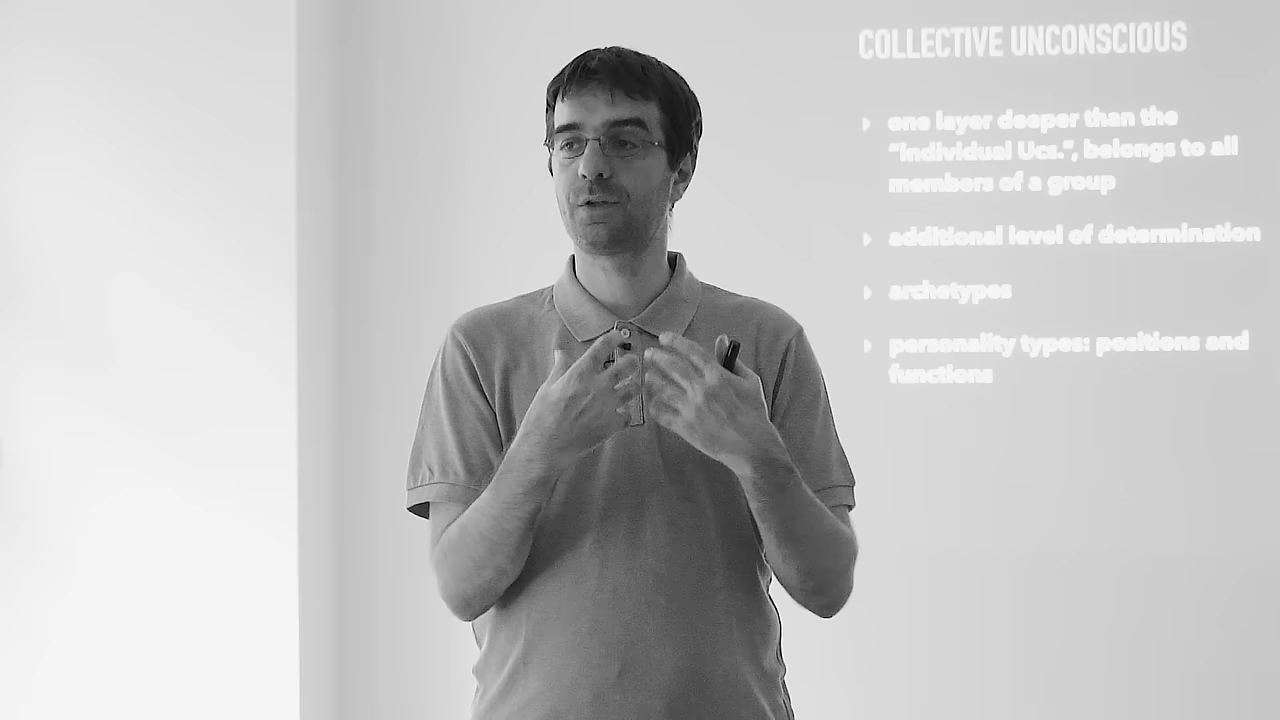 COLLECTIVE UNCONSCIOUS
one layer deeper than the
"Individual Ucs.", belongs to all
members of a group
additional level of determination
archetypes
personality types: positions and
functions